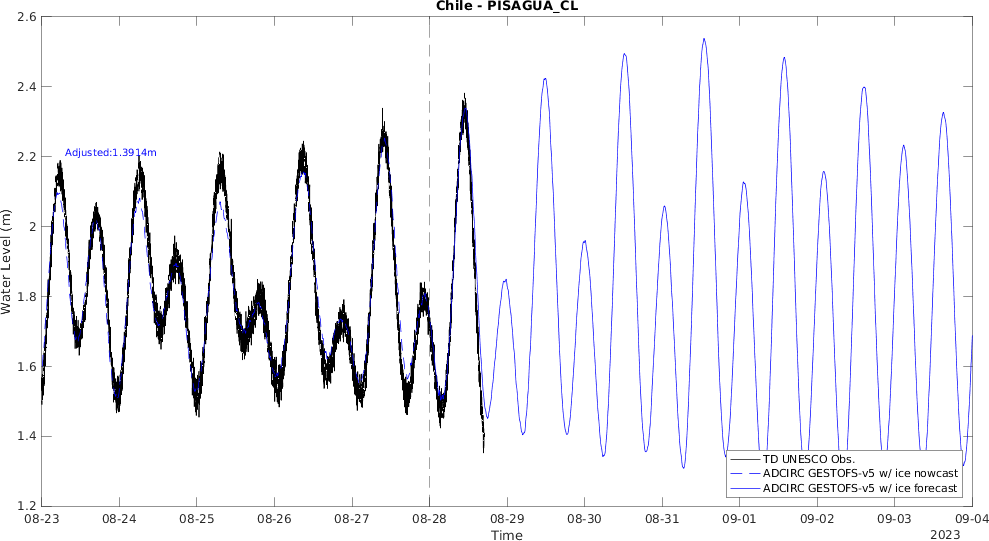 Chile - PISAGUA_CL
2.6
2.4
2.2
2
1.8
1.6
1.4
1.2
Water Level (m)
Adjusted:1.3914m
TD UNESCO Obs.
ADCIRC GESTOFS-v5 w/ ice nowcast
ADCIRC GESTOFS-v5 w/ ice forecast
08-23 08-24 08-25 08-26 08-27 08-28 08-29 08-30 08-31 09-01 09-02 09-03 09-04
Time
2023